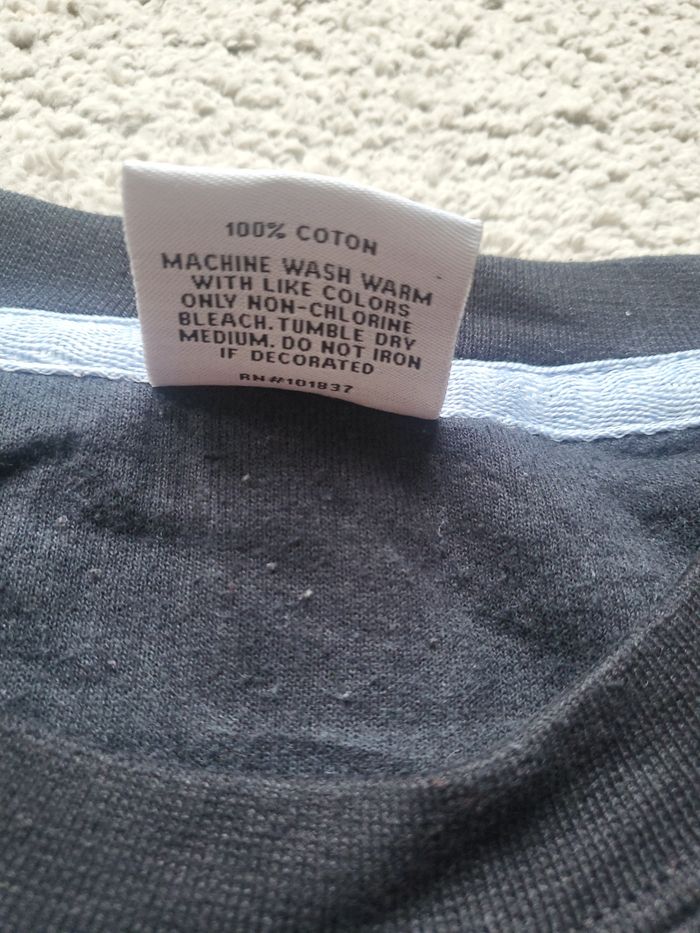 100% COTON
MACHINE WASH WARM
WITH LIKE COLORS
ONLY NON-CHLORINE
BLEACH. TUMBLE DRY
MEDIUM. DO NOT IRON
IF DECORATED
RN#101837